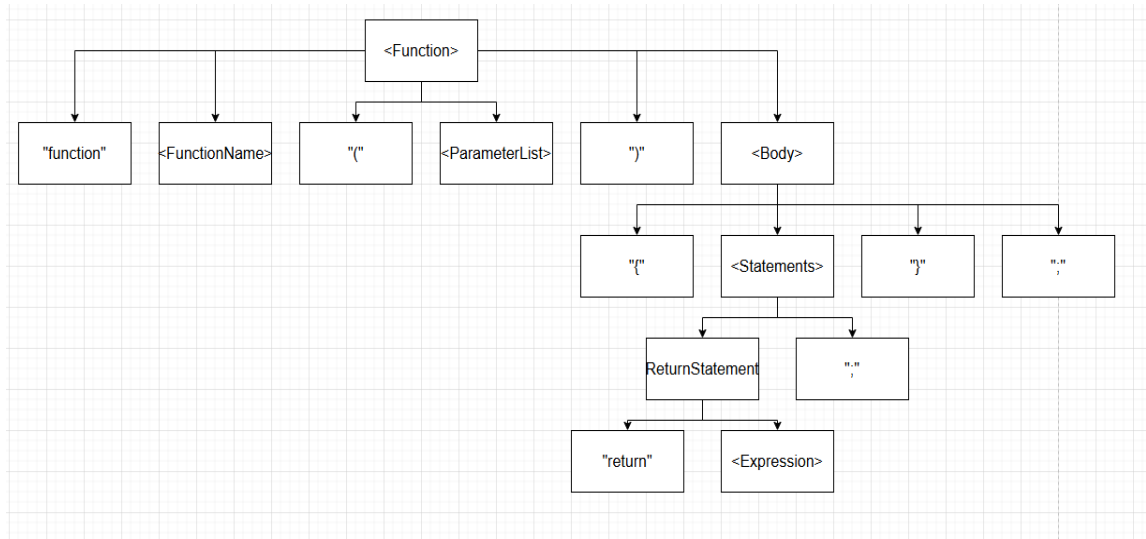 <Function>
"function"
<FunctionName>
"("
<ParameterList>
")"
<Body>
"{"
<Statements>
"}"
";"
ReturnStatement
";"
"return"
<Expression>